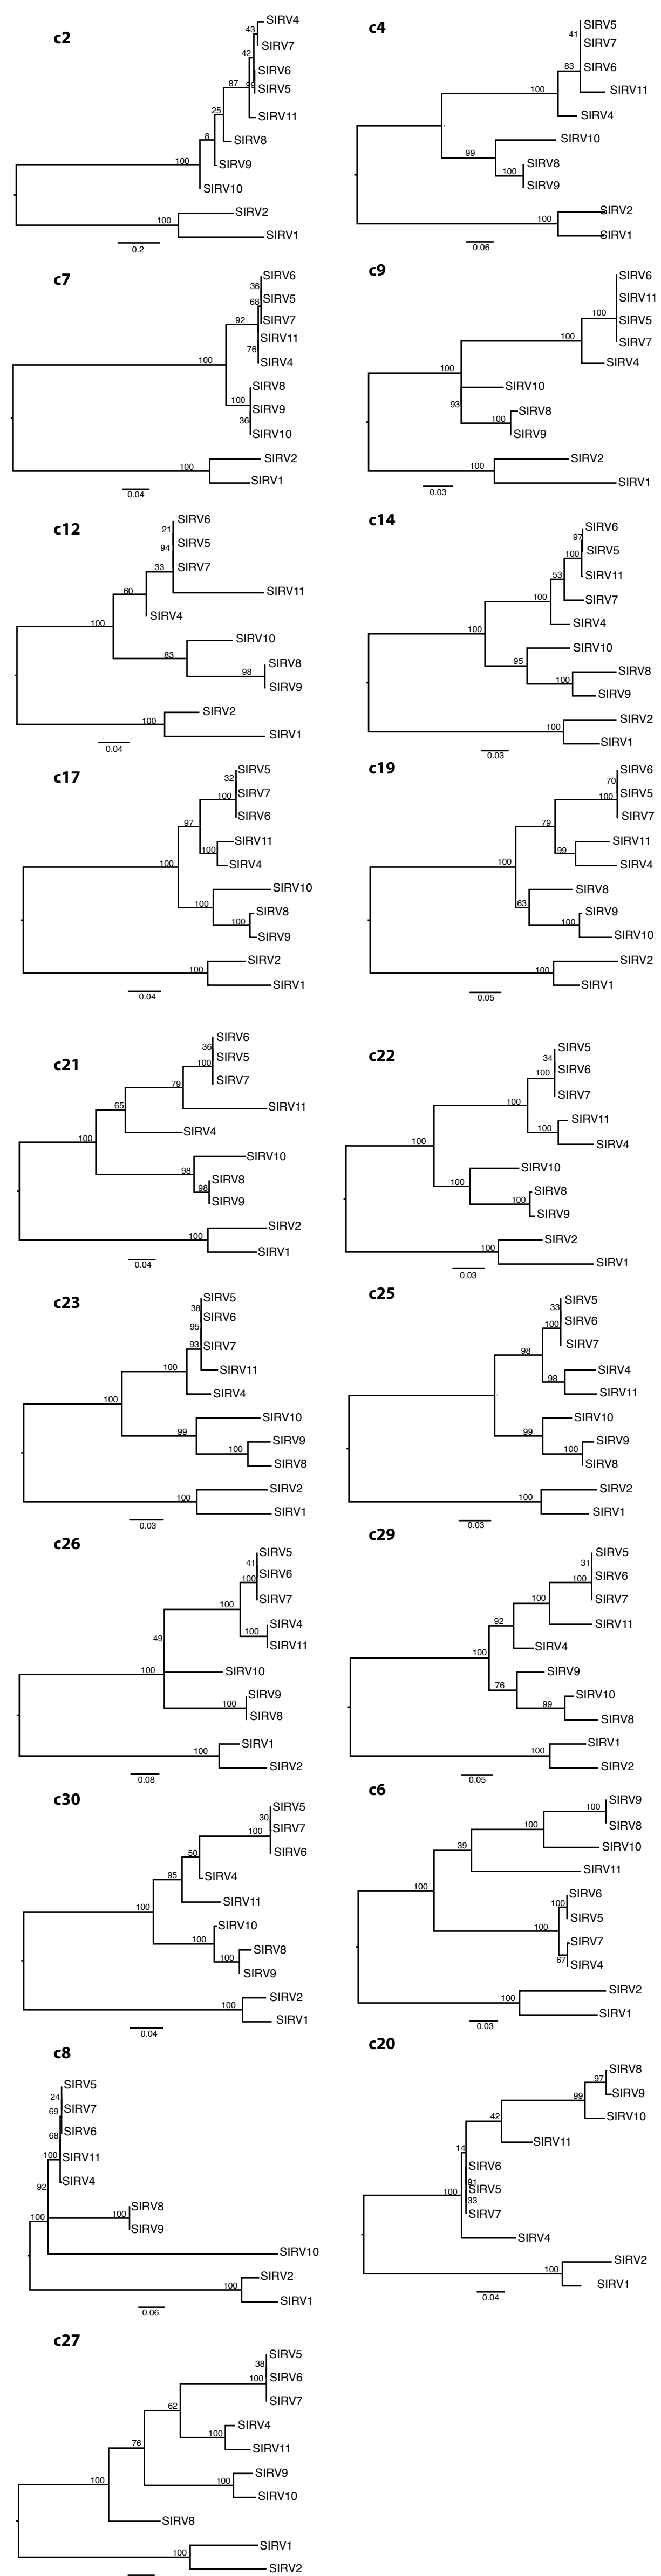 c2
SIRV4
43
SIRV7
42
SIRV6
87
SIRV5
SIRV11
25
SIRV8
8
SIRV9
100
SIRV10
SIRV2
100
SIRV1
0.2
c4
SIRV5
41
SIRV7
83
SIRV6
100
SIRV11
SIRV4
SIRV10
99
SIRV8
100
SIRV9
SIRV2
100
SIRV1
0.06
c7
SIRV6
36
SIRV5
68
SIRV7
92
SIRV11
76
SIRV4
100
SIRV8
100
SIRV9
36
SIRV10
SIRV2
100
SIRV1
0.04
c9
SIRV6
SIRV11
100
SIRV5
SIRV7
100
SIRV4
100
SIRV10
93
SIRV8
100
SIRV9
SIRV2
100
SIRV1
0.03
c12
SIRV6
21
SIRV5
94
SIRV7
33
60
SIRV11
SIRV4
100
SIRV10
83
SIRV8
98
SIRV9
SIRV2
100
SIRV1
0.04
c14
SIRV6
97
SIRV5
100
SIRV11
53
SIRV7
100
SIRV4
100
SIRV10
95
SIRV8
100
SIRV9
SIRV2
100
SIRV1
0.03
c17
SIRV5
32
SIRV7
100
SIRV6
97
SIRV11
100
SIRV4
100
SIRV10
100
SIRV8
100
SIRV9
SIRV2
100
SIRV1
0.04
c19
SIRV6
70
SIRV5
100
SIRV7
79
SIRV11
99
SIRV4
100
SIRV8
63
SIRV9
100
SIRV10
SIRV2
100
SIRV1
0.05
c21
SIRV6
36
SIRV5
100
SIRV7
79
SIRV11
65
SIRV4
100
SIRV10
98
SIRV8
98
SIRV9
SIRV2
100
SIRV1
0.04
c22
SIRV5
34
SIRV6
100
SIRV7
100
SIRV11
100
SIRV4
100
SIRV10
100
SIRV8
100
SIRV9
SIRV2
100
SIRV1
0.03
c23
SIRV5
38
SIRV6
95
SIRV7
93
100
SIRV11
SIRV4
100
SIRV10
99
SIRV9
100
SIRV8
SIRV2
100
SIRV1
0.03
c25
SIRV5
33
SIRV6
100
SIRV7
98
SIRV4
98
SIRV11
SIRV10
99
SIRV9
100
SIRV8
SIRV2
100
SIRV1
0.03
c26
SIRV5
41
SIRV6
100
SIRV7
100
SIRV4
100
SIRV11
49
100
SIRV10
SIRV9
100
SIRV8
SIRV1
100
SIRV2
0.08
c29
SIRV5
31
SIRV6
100
SIRV7
100
SIRV11
92
SIRV4
100
SIRV9
76
SIRV10
99
SIRV8
SIRV1
100
SIRV2
0.05
c30
SIRV5
30
SIRV7
100
SIRV6
50
SIRV4
95
SIRV11
100
SIRV10
100
SIRV8
100
SIRV9
SIRV2
100
SIRV1
0.04
c6
SIRV9
100
SIRV8
100
SIRV10
39
SIRV11
100
SIRV6
100
SIRV5
100
SIRV7
67
SIRV4
SIRV2
100
SIRV1
0.03
c8
SIRV5
24
SIRV7
69
SIRV6
68
SIRV11
100
SIRV4
92
SIRV8
100
100
SIRV9
SIRV10
SIRV2
100
SIRV1
0.06
c20
SIRV8
97
SIRV9
99
SIRV10
42
SIRV11
14
SIRV6
91
SIRV5
100
33
SIRV7
SIRV4
SIRV2
100
SIRV1
0.04
c27
SIRV5
38
SIRV6
100
SIRV7
62
SIRV4
100
SIRV11
76
SIRV9
100
100
SIRV10
SIRV8
SIRV1
100
SIRV2